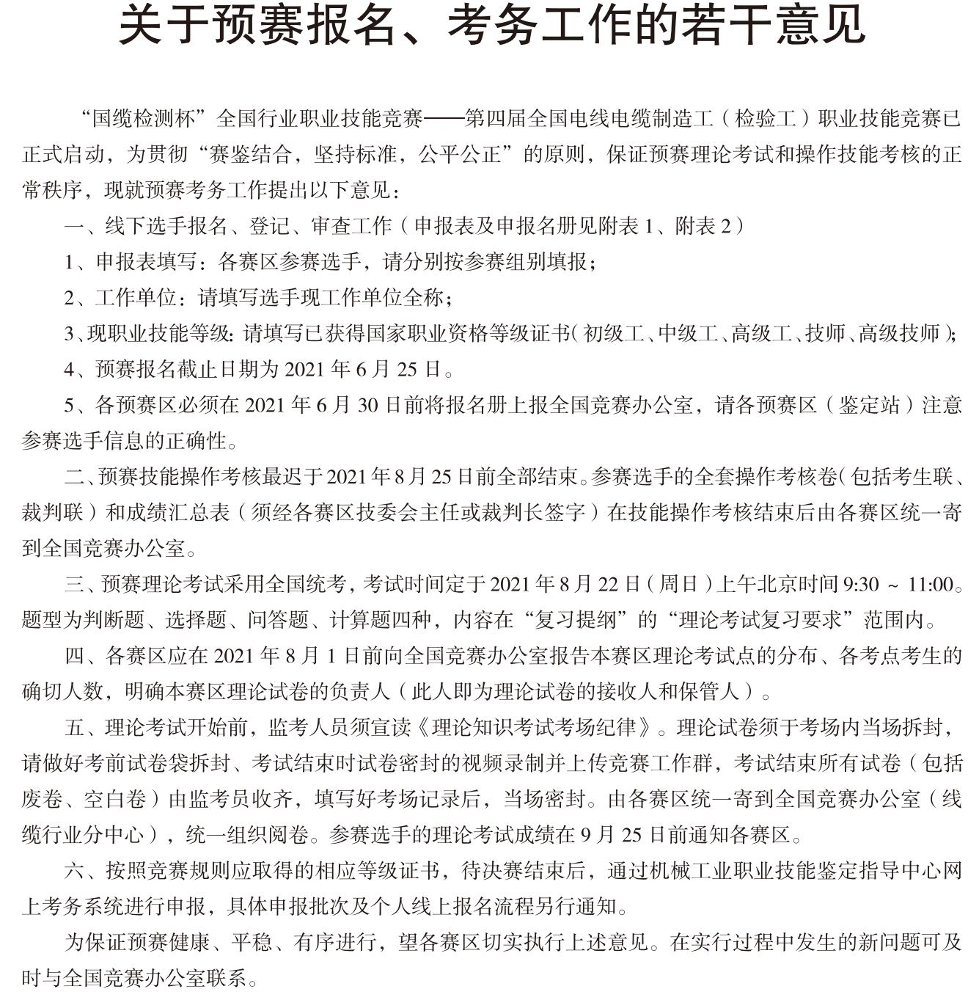 关于预赛报名、考务工作的若干意见
“国缆检测杯”全国行业职业技能竞赛——第四届全国电线电缆制造工（检验工）职业技能竞赛已
正式启动，为贯彻“赛鉴结合，坚持标准，公平公正”的原则，保证预赛理论考试和操作技能考核的正
常秩序，现就预赛考务工作提出以下意见：
一、线下选手报名、登记、审查工作（申报表及申报名册见附表 1、附表 2）
1、申报表填写：各赛区参赛选手，请分别按参赛组别填报；
2、工作单位：请填写选手现工作单位全称；
3、现职业技能等级：请填写已获得国家职业资格等级证书（初级工、中级工、高级工、技师、高级技师）；
4、预赛报名截止日期为 2021 年 6 月 25 日。
5、各预赛区必须在 2021 年 6 月 30 日前将报名册上报全国竞赛办公室，请各预赛区（鉴定站）注意
参赛选手信息的正确性。
二、预赛技能操作考核最迟于 2021 年 8 月 25 日前全部结束。参赛选手的全套操作考核卷（包括考生联、
裁判联）和成绩汇总表（须经各赛区技委会主任或裁判长签字）在技能操作考核结束后由各赛区统一寄
到全国竞赛办公室。
三、预赛理论考试采用全国统考，考试时间定于 2021 年 8 月 22 日（周日）上午北京时间 9:30 ~ 11:00。
题型为判断题、选择题、问答题、计算题四种，内容在“复习提纲”的“理论考试复习要求”范围内。
四、各赛区应在 2021 年 8 月 1 日前向全国竞赛办公室报告本赛区理论考试点的分布、各考点考生的
确切人数，明确本赛区理论试卷的负责人（此人即为理论试卷的接收人和保管人）。
五、理论考试开始前，监考人员须宣读《理论知识考试考场纪律》。理论试卷须于考场内当场拆封，
请做好考前试卷袋拆封、考试结束时试卷密封的视频录制并上传竞赛工作群，考试结束所有试卷（包括
废卷、空白卷）由监考员收齐，填写好考场记录后，当场密封。由各赛区统一寄到全国竞赛办公室（线
缆行业分中心），统一组织阅卷。参赛选手的理论考试成绩在 9 月 25 日前通知各赛区。
六、按照竞赛规则应取得的相应等级证书，待决赛结束后，通过机械工业职业技能鉴定指导中心网
上考务系统进行申报，具体申报批次及个人线上报名流程另行通知。
为保证预赛健康、平稳、有序进行，望各赛区切实执行上述意见。在实行过程中发生的新问题可及
时与全国竞赛办公室联系。